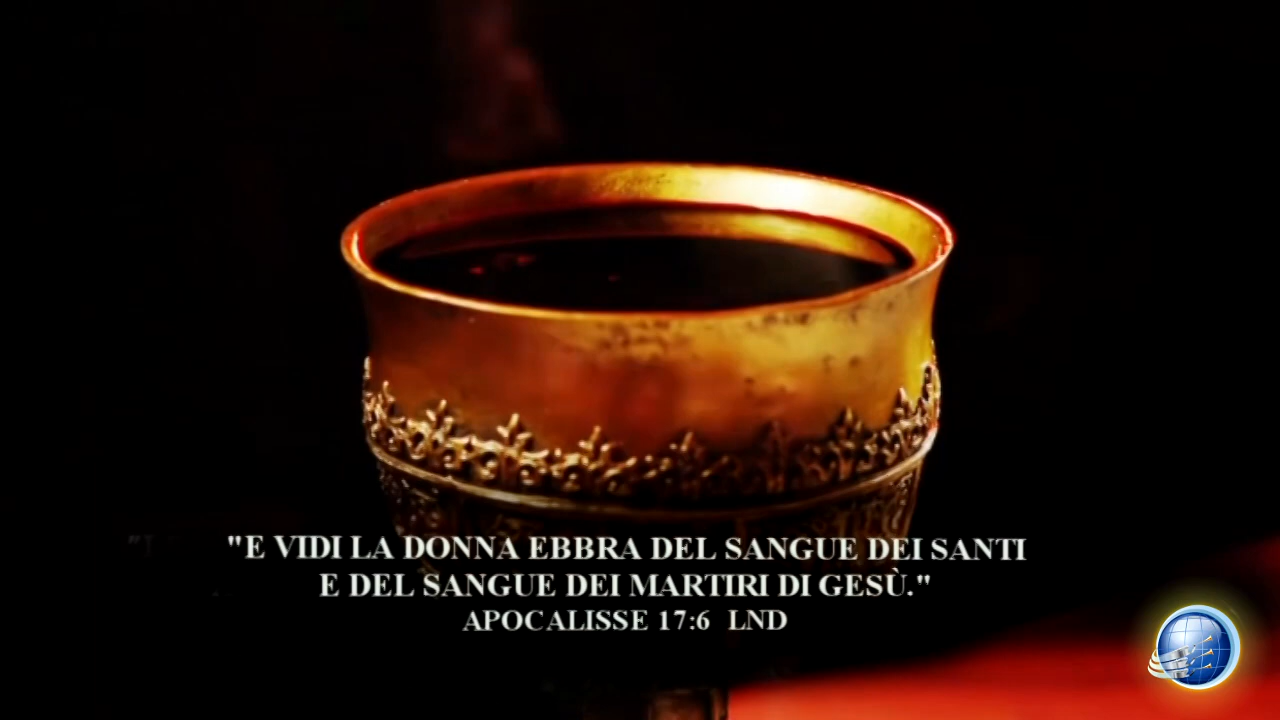 "E VIDI LA DONNA EBBRA DEL SANGUE DEI SANTI
E DEL SANGUE DEI MARTIRI DI GESÙ."
APOCALISSE 17:6 LND